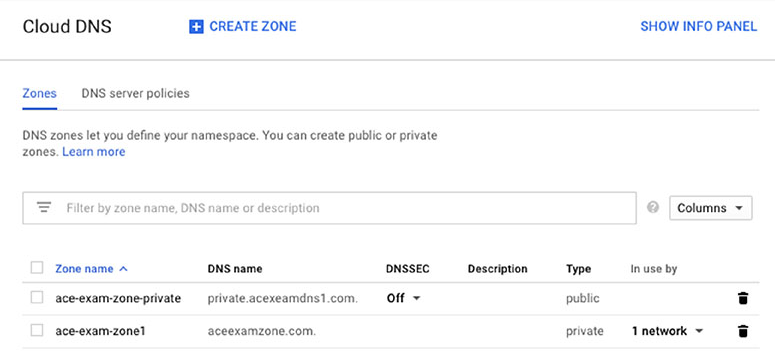 Cloud DNS CREATE ZONE SHOW INFO PANEL
Zones DNS server policies
DNS zones let you define your namespace. You can create public or private
zones. Learn more
Filter by zone name, DNS name or description ? Columns
Zone name DNS name DNSSEC Description Type In use by
ace-exam-zone-private private.acexeamdns1.com. Off public
ace-exam-zone1 aceexamzone.com. private 1 network